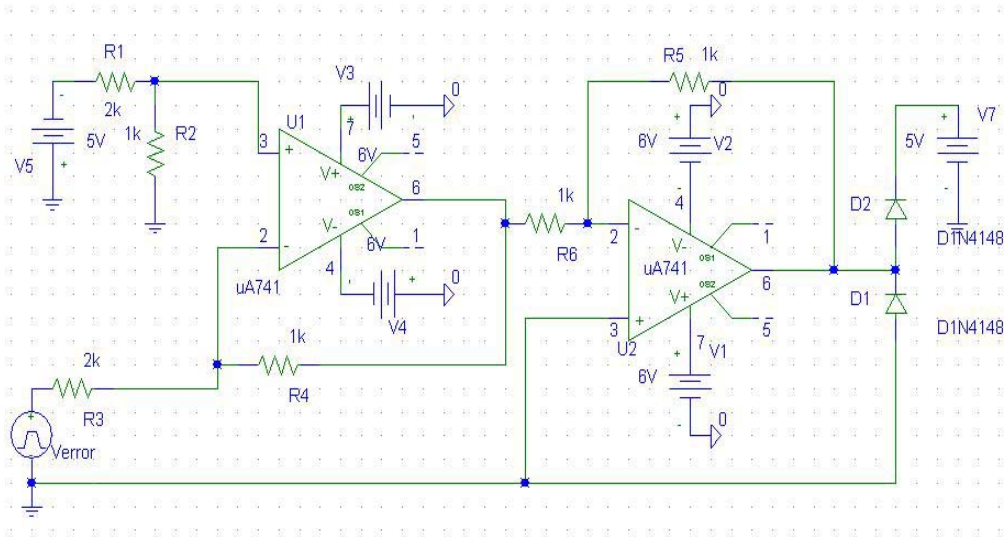 R1
2k
1k
R2
V5
5V
-
+
V3
+
-
0
U1
3
+
7
6V
5
V+
OS2
6
OS1
V-
6V
1
2
-
4
uA741
-
+
0
V4
1k
R4
2k
R3
+
-
Verror
1k
R6
R5
1k
0
+
6V
V2
-
4
2
-
V-
1
OS1
uA741
6
OS2
V+
3
+
5
U2
7
+
V1
6V
-
0
+
5V
V7
-
D2
D1N4148
D1
D1N4148